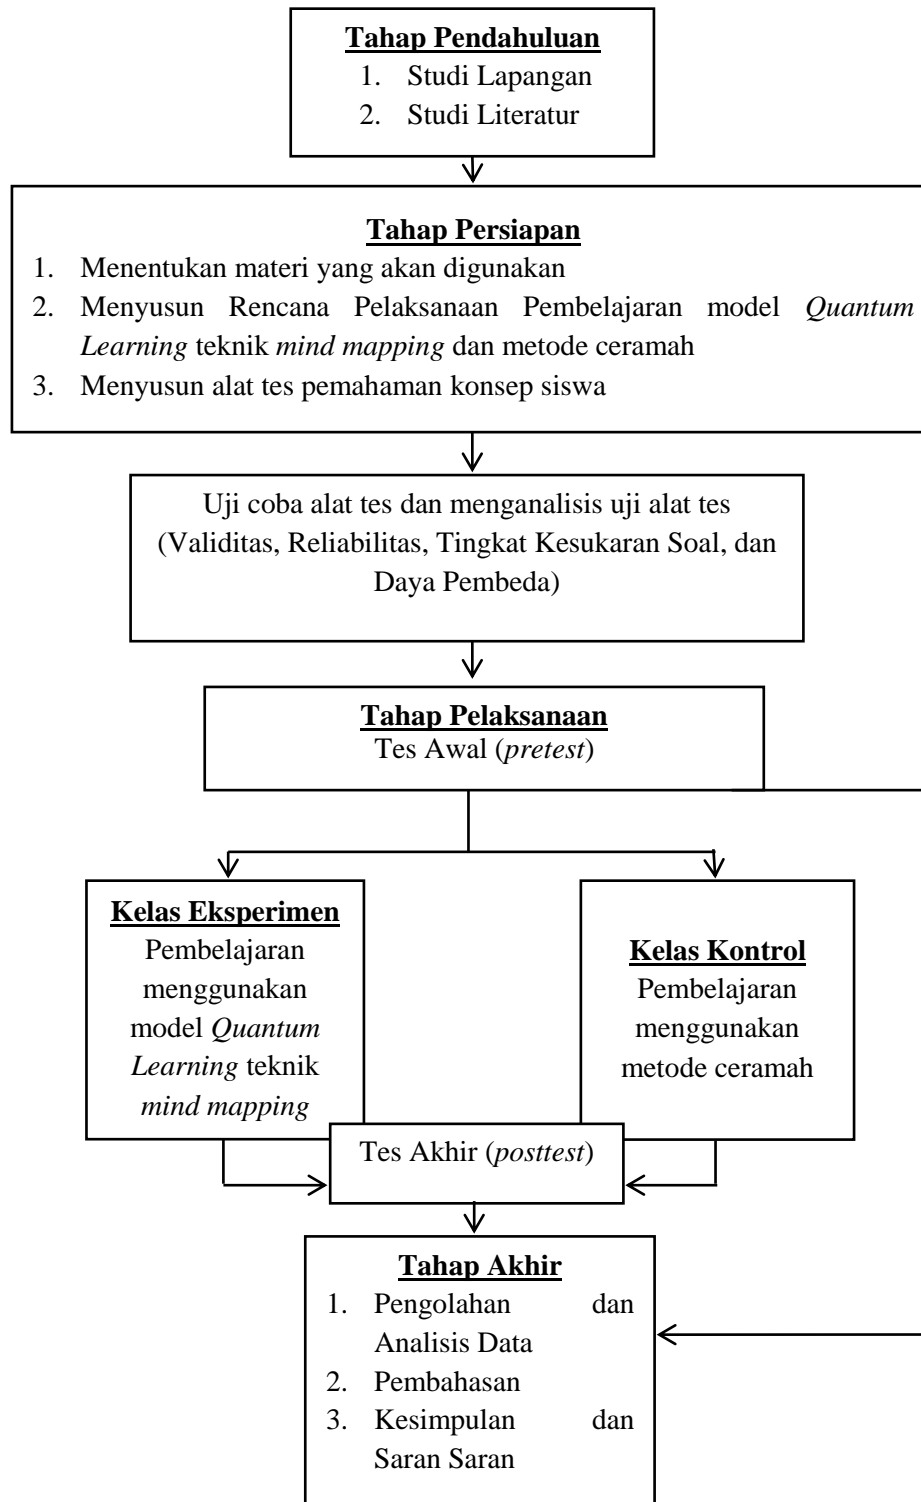 Tahap Pendahuluan
1. Studi Lapangan
2. Studi Literatur
Tahap Persiapan
1. Menentukan materi yang akan digunakan
2. Menyusun Rencana Pelaksanaan Pembelajaran model Quantum
Learning teknik mind mapping dan metode ceramah
3. Menyusun alat tes pemahaman konsep siswa
Uji coba alat tes dan menganalisis uji alat tes
(Validitas, Reliabilitas, Tingkat Kesukaran Soal, dan
Daya Pembeda)
Tahap Pelaksanaan
Tes Awal (pretest)
Kelas Eksperimen
Pembelajaran
menggunakan
model Quantum
Learning teknik
mind mapping
Kelas Kontrol
Pembelajaran
menggunakan
metode ceramah
Tes Akhir (posttest)
Tahap Akhir
1. Pengolahan dan
Analisis Data
2. Pembahasan
3. Kesimpulan dan
Saran Saran